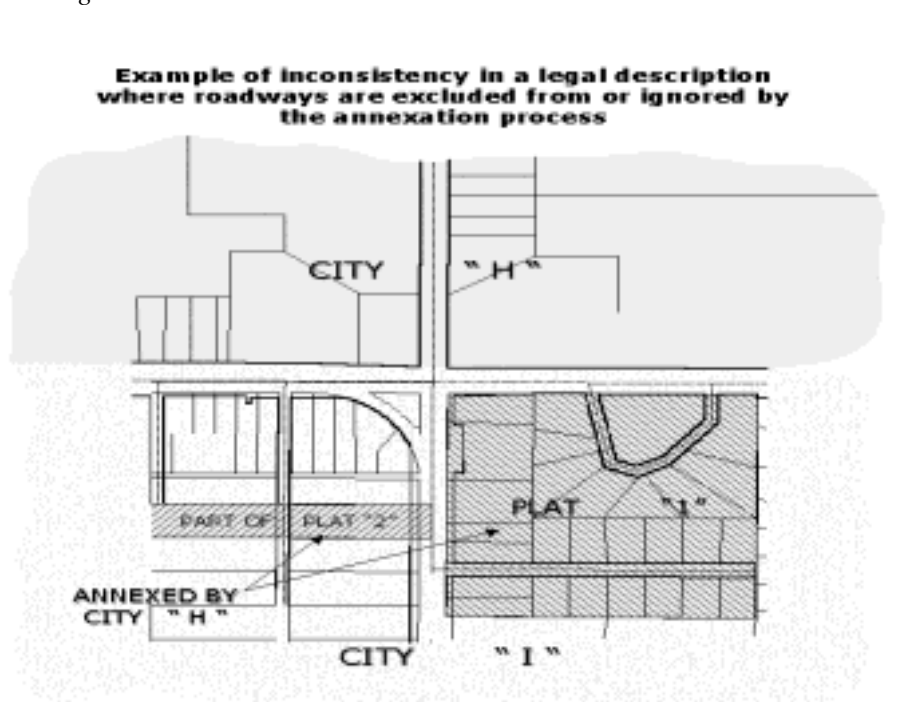 Example of inconsistency in a legal description
where roadways are excluded from or ignored by
the annexation process
CITY " H "
PLAT "1"
PART OF PLAT "2"
ANNEXED BY
CITY " H "
CITY " I "